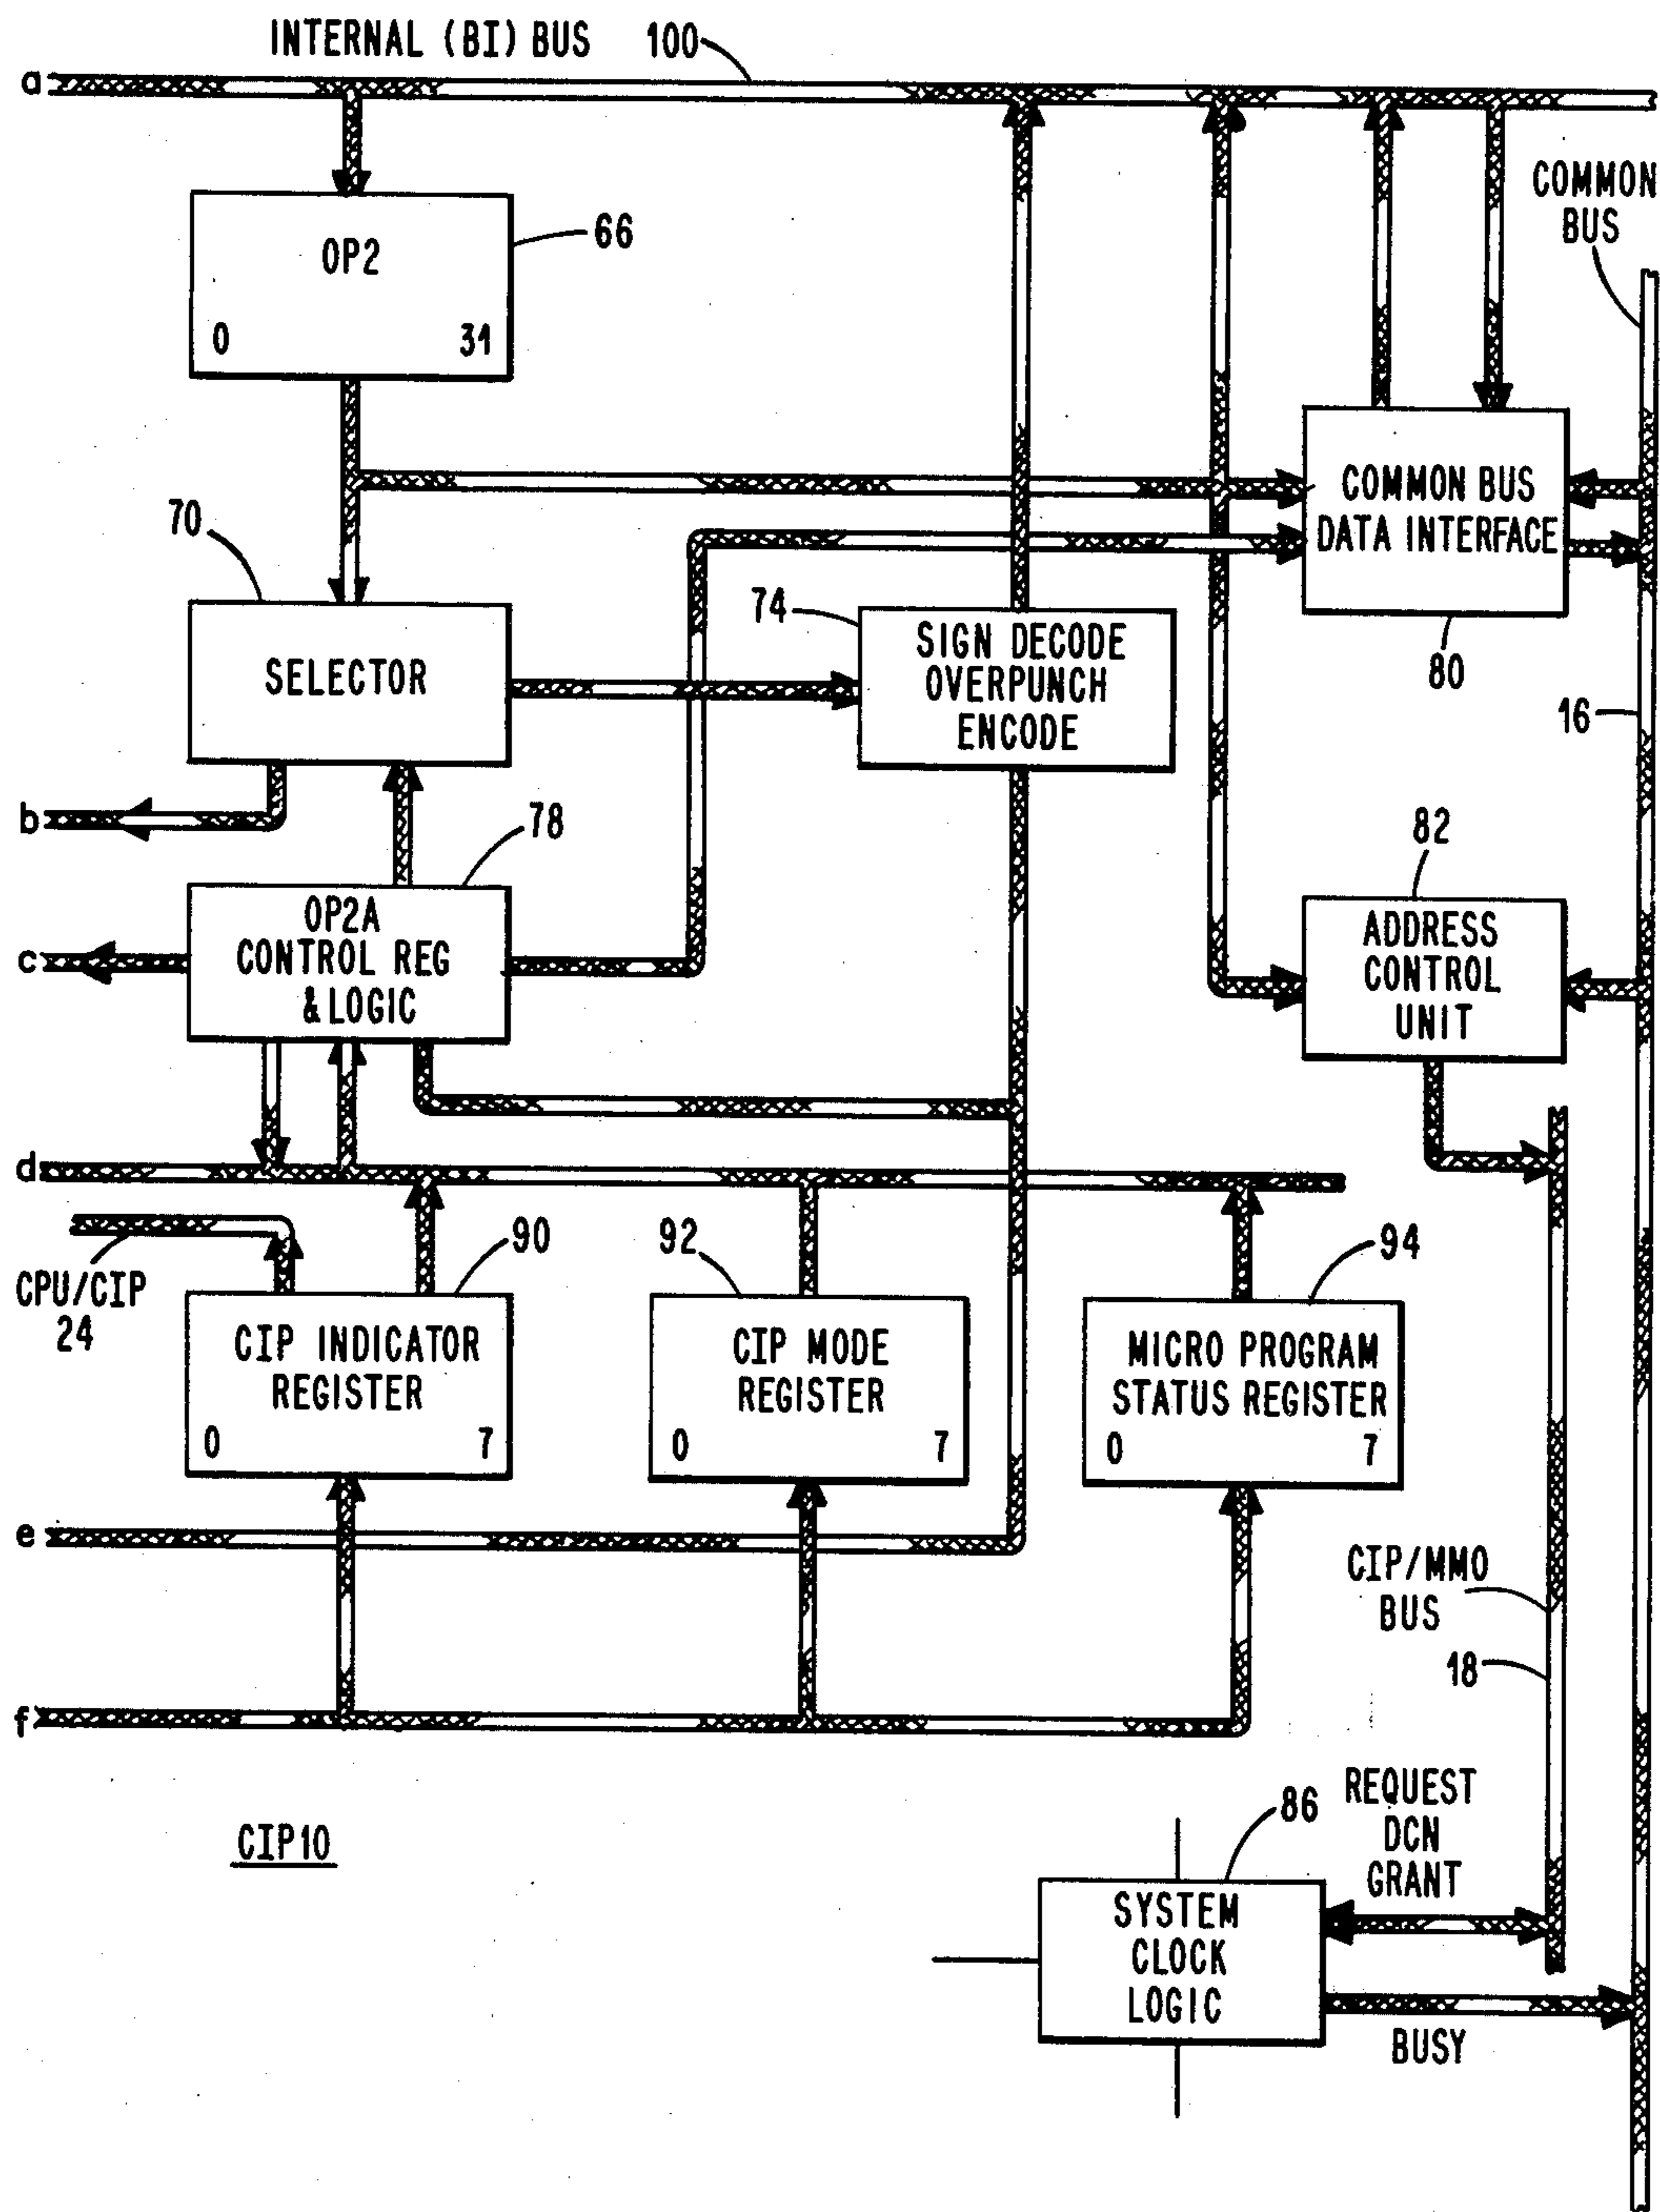 INTERNAL (BI) BUS 100
a
COMMON
BUS
OP2
0 31
66
70
SELECTOR
74
SIGN DECODE
OVERPUNCH
ENCODE
COMMON BUS
DATA INTERFACE
80
16
b
78
OP2A
CONTROL REG
& LOGIC
c
82
ADDRESS
CONTROL
UNIT
d
CPU/CIP
24
90
CIP INDICATOR
REGISTER
0 7
92
CIP MODE
REGISTER
0 7
94
MICRO PROGRAM
STATUS REGISTER
0 7
e
CIP/MMO
BUS
18
f
CIP10
86
REQUEST
DCN
GRANT
SYSTEM
CLOCK
LOGIC
BUSY